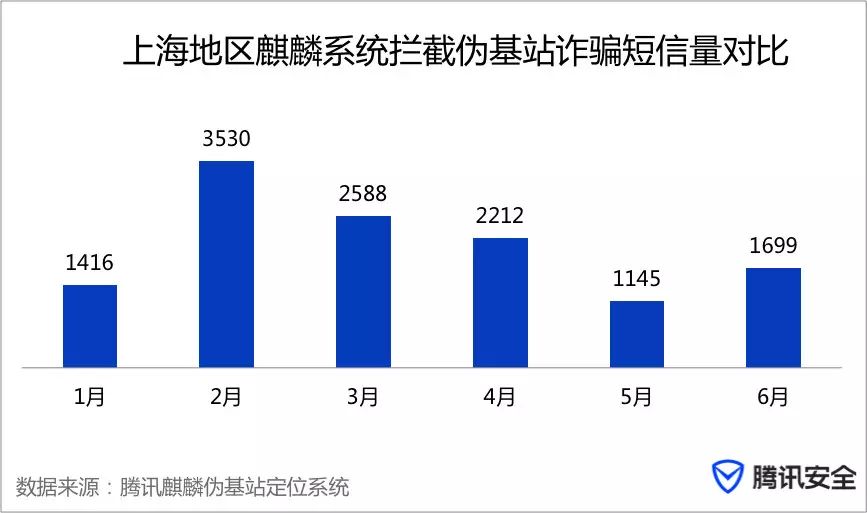 上海地区麒麟系统拦截伪基站诈骗短信量对比
3530
2588
2212
1699
1416
1145
1月 2月 3月 4月 5月 6月
数据来源：腾讯麒麟伪基站定位系统
腾讯安全